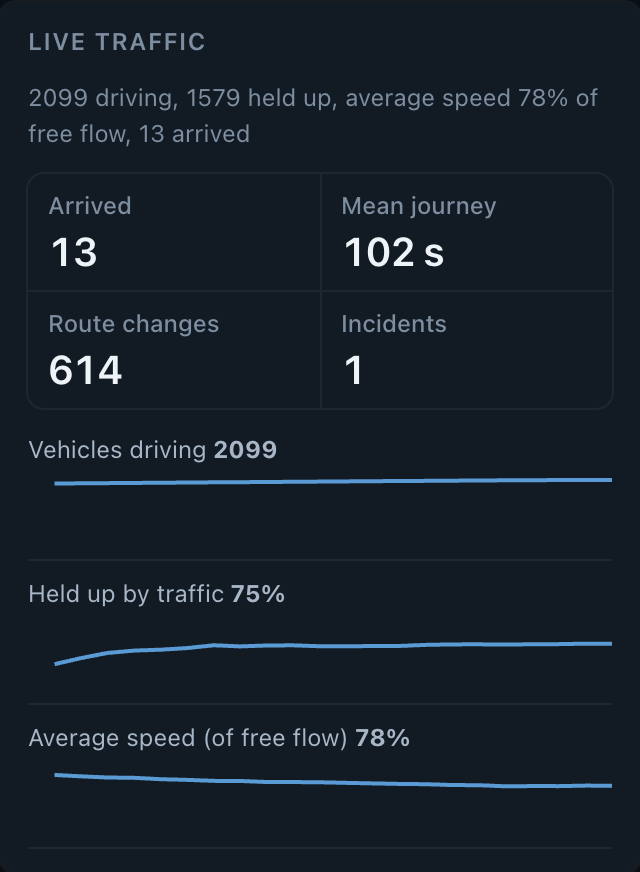 LIVE TRAFFIC
2099 driving, 1579 held up, average speed 78% of
free flow, 13 arrived
Arrived
13
Mean journey
102 s
Route changes
614
Incidents
1
Vehicles driving 2099
Held up by traffic 75%
Average speed (of free flow) 78%